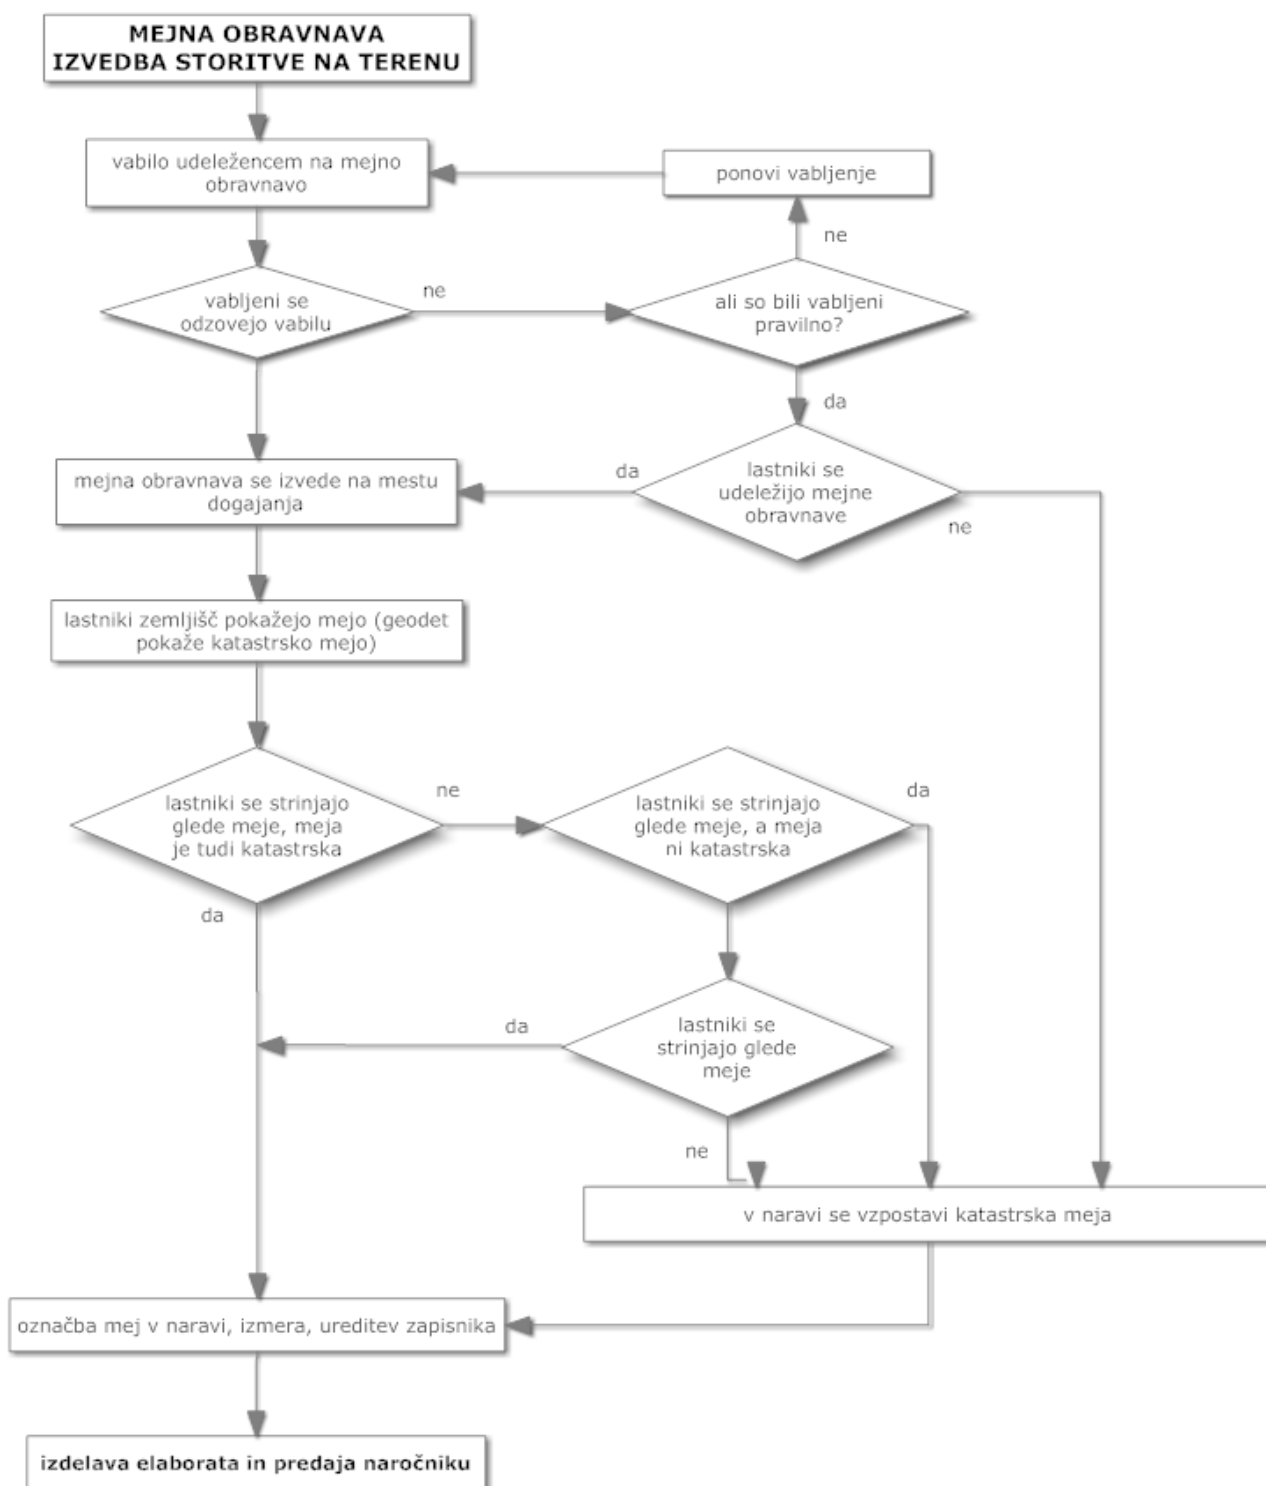 MEJNA OBRAVNAVA
IZVEDBA STORITVE NA TERENU
vabilo udeležencem na mejno
obravnavo
ponovi vabljenje
ne
vabljeni se
odzovejo vabilu
ne
ali so bili vabljeni
pravilno?
da
mejna obravnava se izvede na mestu
dogajanja
da
lastniki se
udeležijo mejne
obravnave
ne
lastniki zemljišč pokažejo mejo (geodet
pokaže katastrsko mejo)
lastniki se strinjajo
glede meje, meja
je tudi katastrska
ne
da
lastniki se strinjajo
glede meje, a meja
ni katastrska
da
lastniki se
strinjajo glede
meje
da
ne
v naravi se vzpostavi katastrska meja
označba mej v naravi, izmera, ureditev zapisnika
izdelava elaborata in predaja naročniku